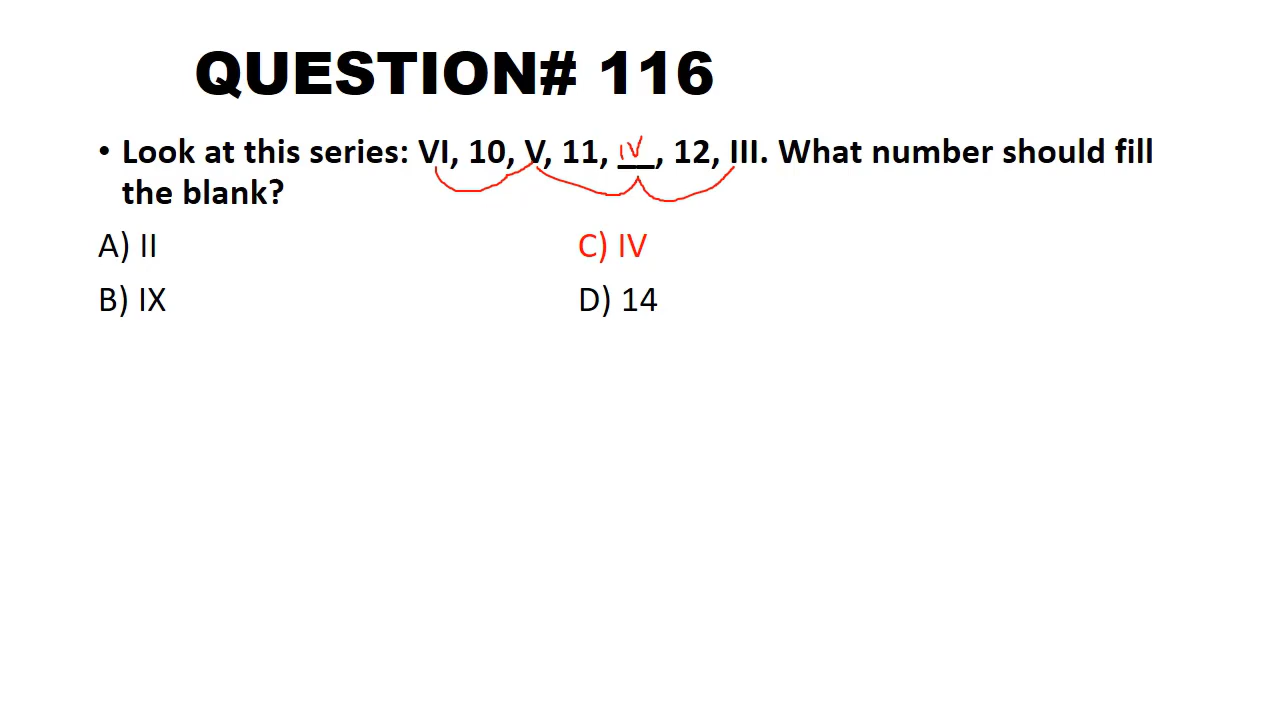 QUESTION# 116
• Look at this series: VI, 10, V, 11, __, 12, III. What number should fill
IV
the blank?
A) II
C) IV
B) IX
D) 14